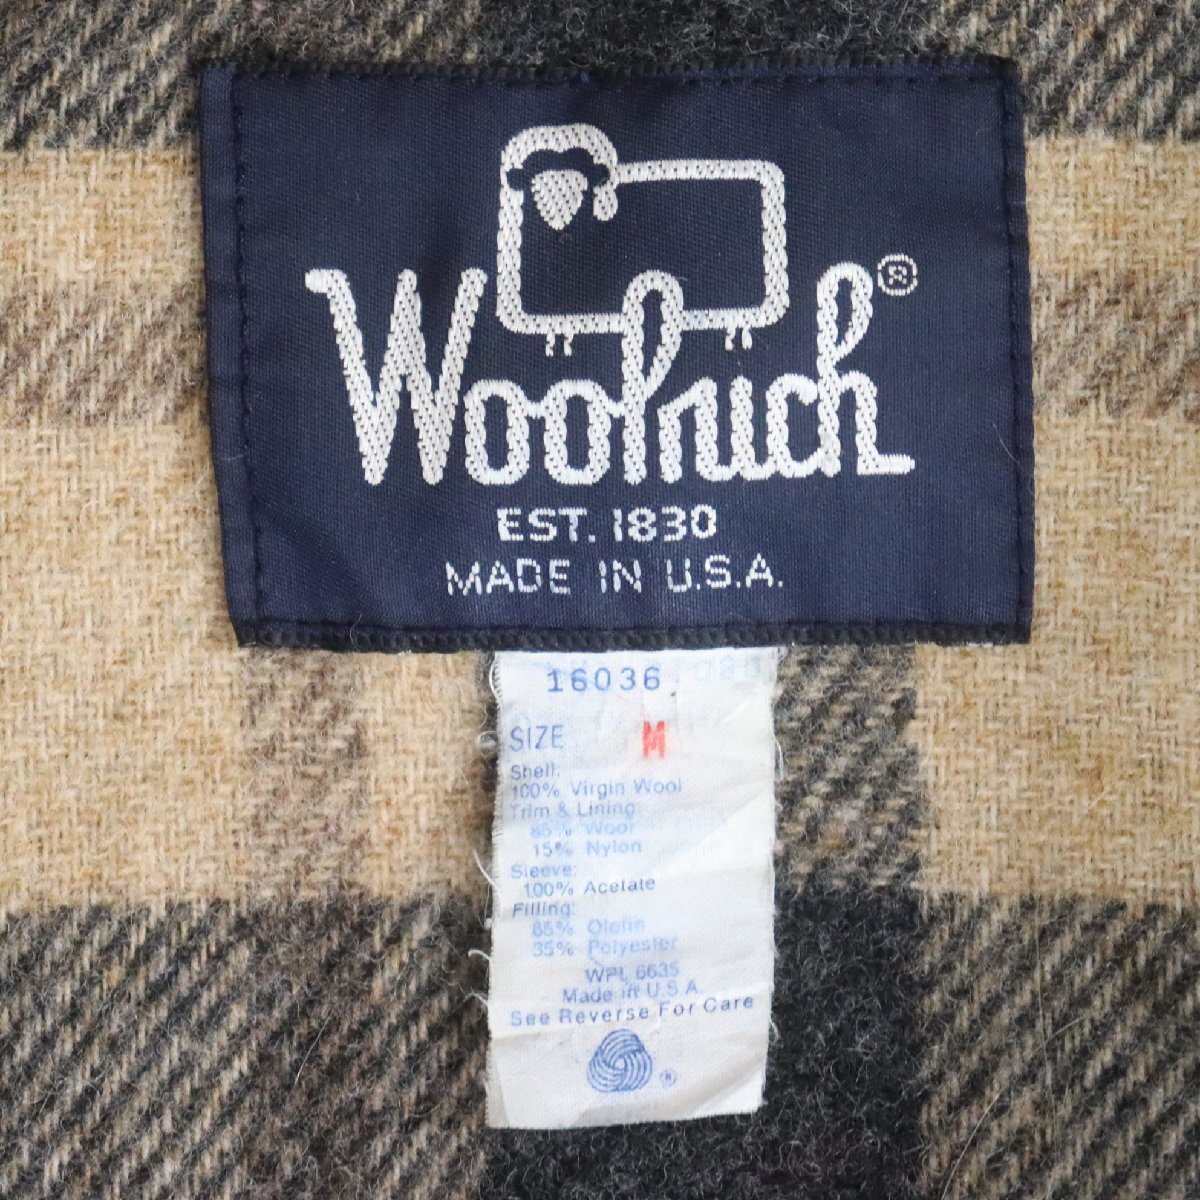 Woolrich®
EST. 1830
MADE IN U.S.A.
16036
SIZE M
Shell:
100% Virgin Wool
Trim & Lining:
85% Wool
15% Nylon
Sleeve:
100% Acetate
Filling:
65% Olefin
35% Polyester
WPL 6635
Made in U.S.A.
See Reverse For Care